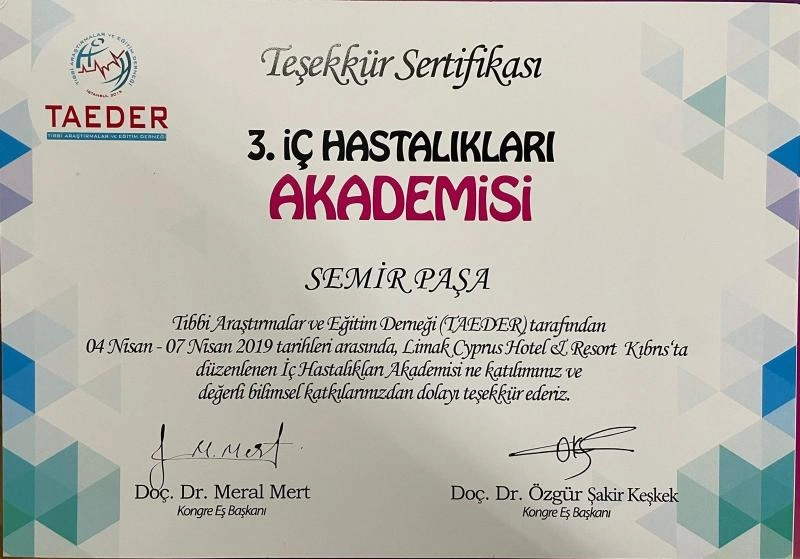 TIBBİ ARAŞTIRMALAR VE EĞİTİM DERNEĞİ
İSTANBUL 2015
TAEDER
TIBBİ ARAŞTIRMALAR VE EĞİTİM DERNEĞİ
Teşekkür Sertifikası
3. İÇ HASTALIKLARI
AKADEMİSİ
SEMİR PAŞA
Tıbbi Araştırmalar ve Eğitim Derneği (TAEDER) tarafından
04 Nisan - 07 Nisan 2019 tarihleri arasında, Limak Cyprus Hotel & Resort Kıbrıs'ta
düzenlenen İç Hastalıkları Akademisi ne katılımınız ve
değerli bilimsel katkılarınızdan dolayı teşekkür ederiz.
M. Mert
Doç. Dr. Meral Mert
Kongre Eş Başkanı
Doç. Dr. Özgür Şakir Keşkek
Kongre Eş Başkanı